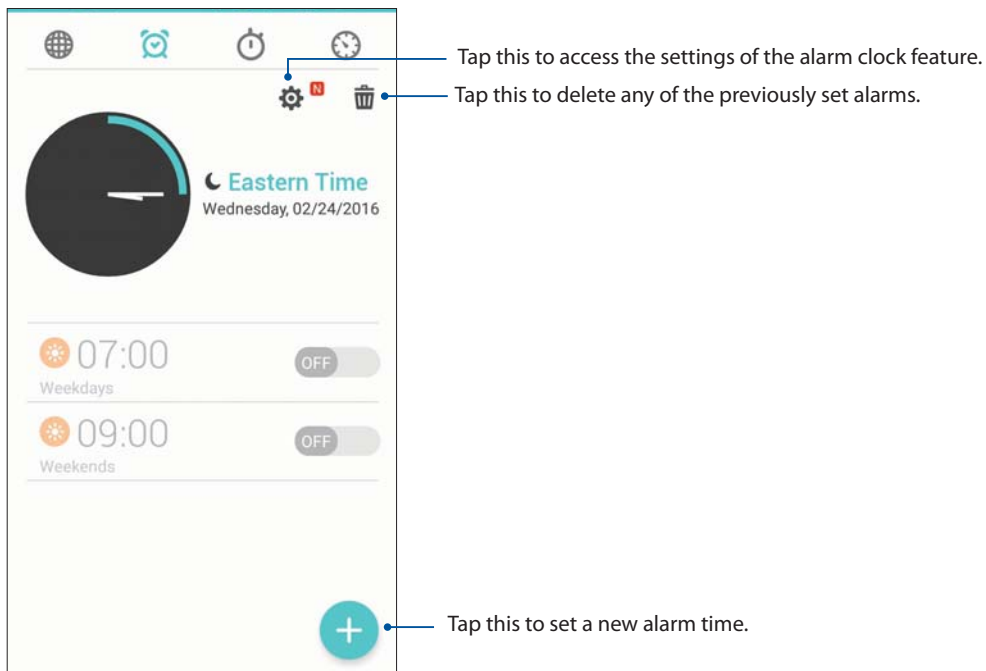 Tap this to access the settings of the alarm clock feature.
N
Tap this to delete any of the previously set alarms.
Eastern Time
Wednesday, 02/24/2016
07:00
OFF
Weekdays
09:00
OFF
Weekends
Tap this to set a new alarm time.